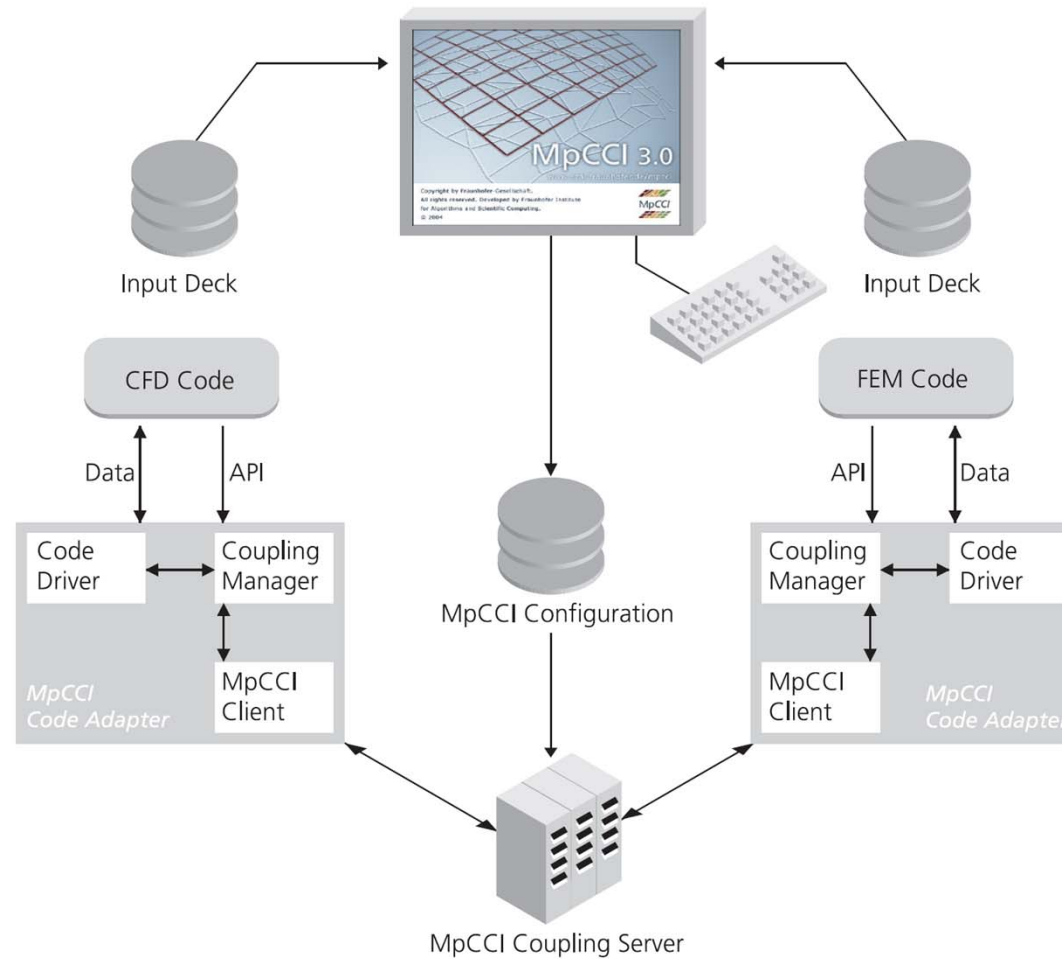 MpCCI 3.0
Copyright by Fraunhofer-Gesellschaft.
All rights reserved. Developed by Fraunhofer Institute
for Algorithms and Scientific Computing.
© 2004
MpCCI
Input Deck
Input Deck
CFD Code
FEM Code
Data
API
API
Data
Code
Driver
Coupling
Manager
MpCCI
Client
MpCCI
Code Adapter
MpCCI Configuration
Coupling
Manager
Code
Driver
MpCCI
Client
MpCCI
Code Adapter
MpCCI Coupling Server